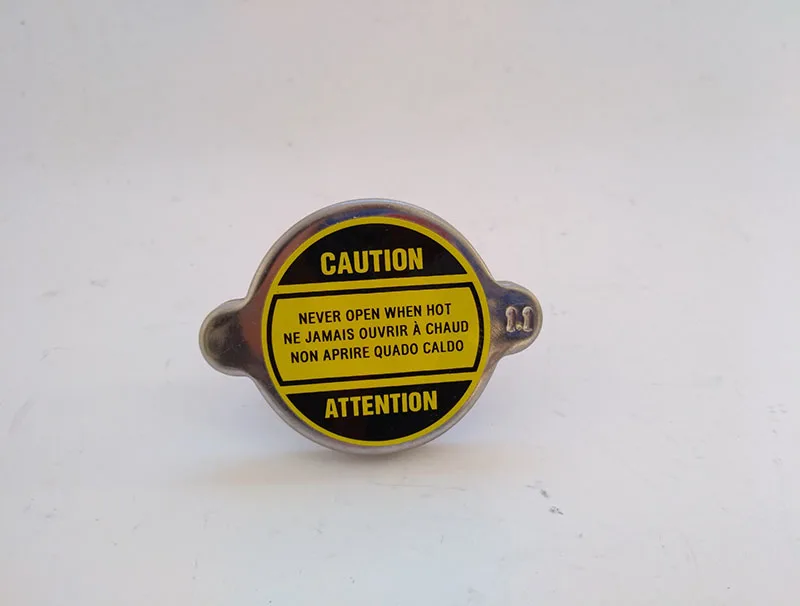 CAUTION
NEVER OPEN WHEN HOT
NE JAMAIS OUVRIR À CHAUD
NON APRIRE QUADO CALDO
ATTENTION
1.1